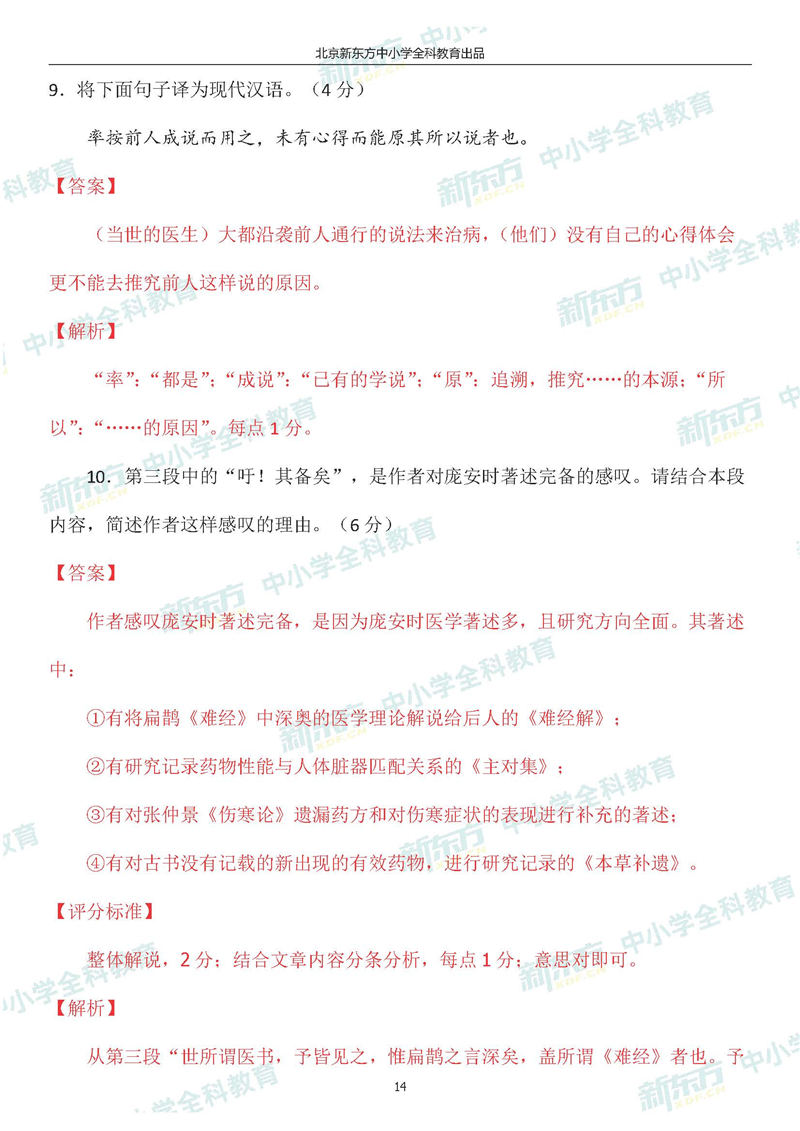 北京新东方中小学全科教育出品
9．将下面句子译为现代汉语。（4 分）
率按前人成说而用之，未有心得而能原其所以说者也。
【答案】
（当世的医生）大都沿袭前人通行的说法来治病，（他们）没有自己的心得体会
更不能去推究前人这样说的原因。
【解析】
“率”：“都是”；“成说”：“已有的学说”；“原”：追溯，推究……的本源；“所
以”：“……的原因”。每点 1 分。
10．第三段中的“吁！其备矣”，是作者对庞安时著述完备的感叹。请结合本段
内容，简述作者这样感叹的理由。（6 分）
【答案】
作者感叹庞安时著述完备，是因为庞安时医学著述多，且研究方向全面。其著述
中：
①有将扁鹊《难经》中深奥的医学理论解说给后人的《难经解》；
②有研究记录药物性能与人体脏器匹配关系的《主对集》；
③有对张仲景《伤寒论》遗漏药方和对伤寒症状的表现进行补充的著述；
④有对古书没有记载的新出现的有效药物，进行研究记录的《本草补遗》。
【评分标准】
整体解说，2 分；结合文章内容分条分析，每点 1 分；意思对即可。
【解析】
从第三段“世所谓医书，予皆见之，惟扁鹊之言深矣，盖所谓《难经》者也。予
14